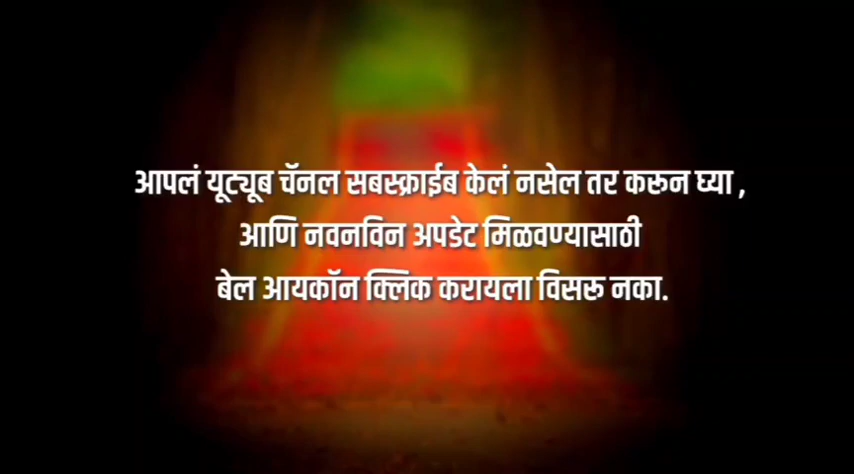 आपलं यूट्यूब चॅनल सबस्क्राईब केलं नसेल तर करून घ्या ,
आणि नवनविन अपडेट मिळवण्यासाठी
बेल आयकॉन क्लिक करायला विसरू नका.